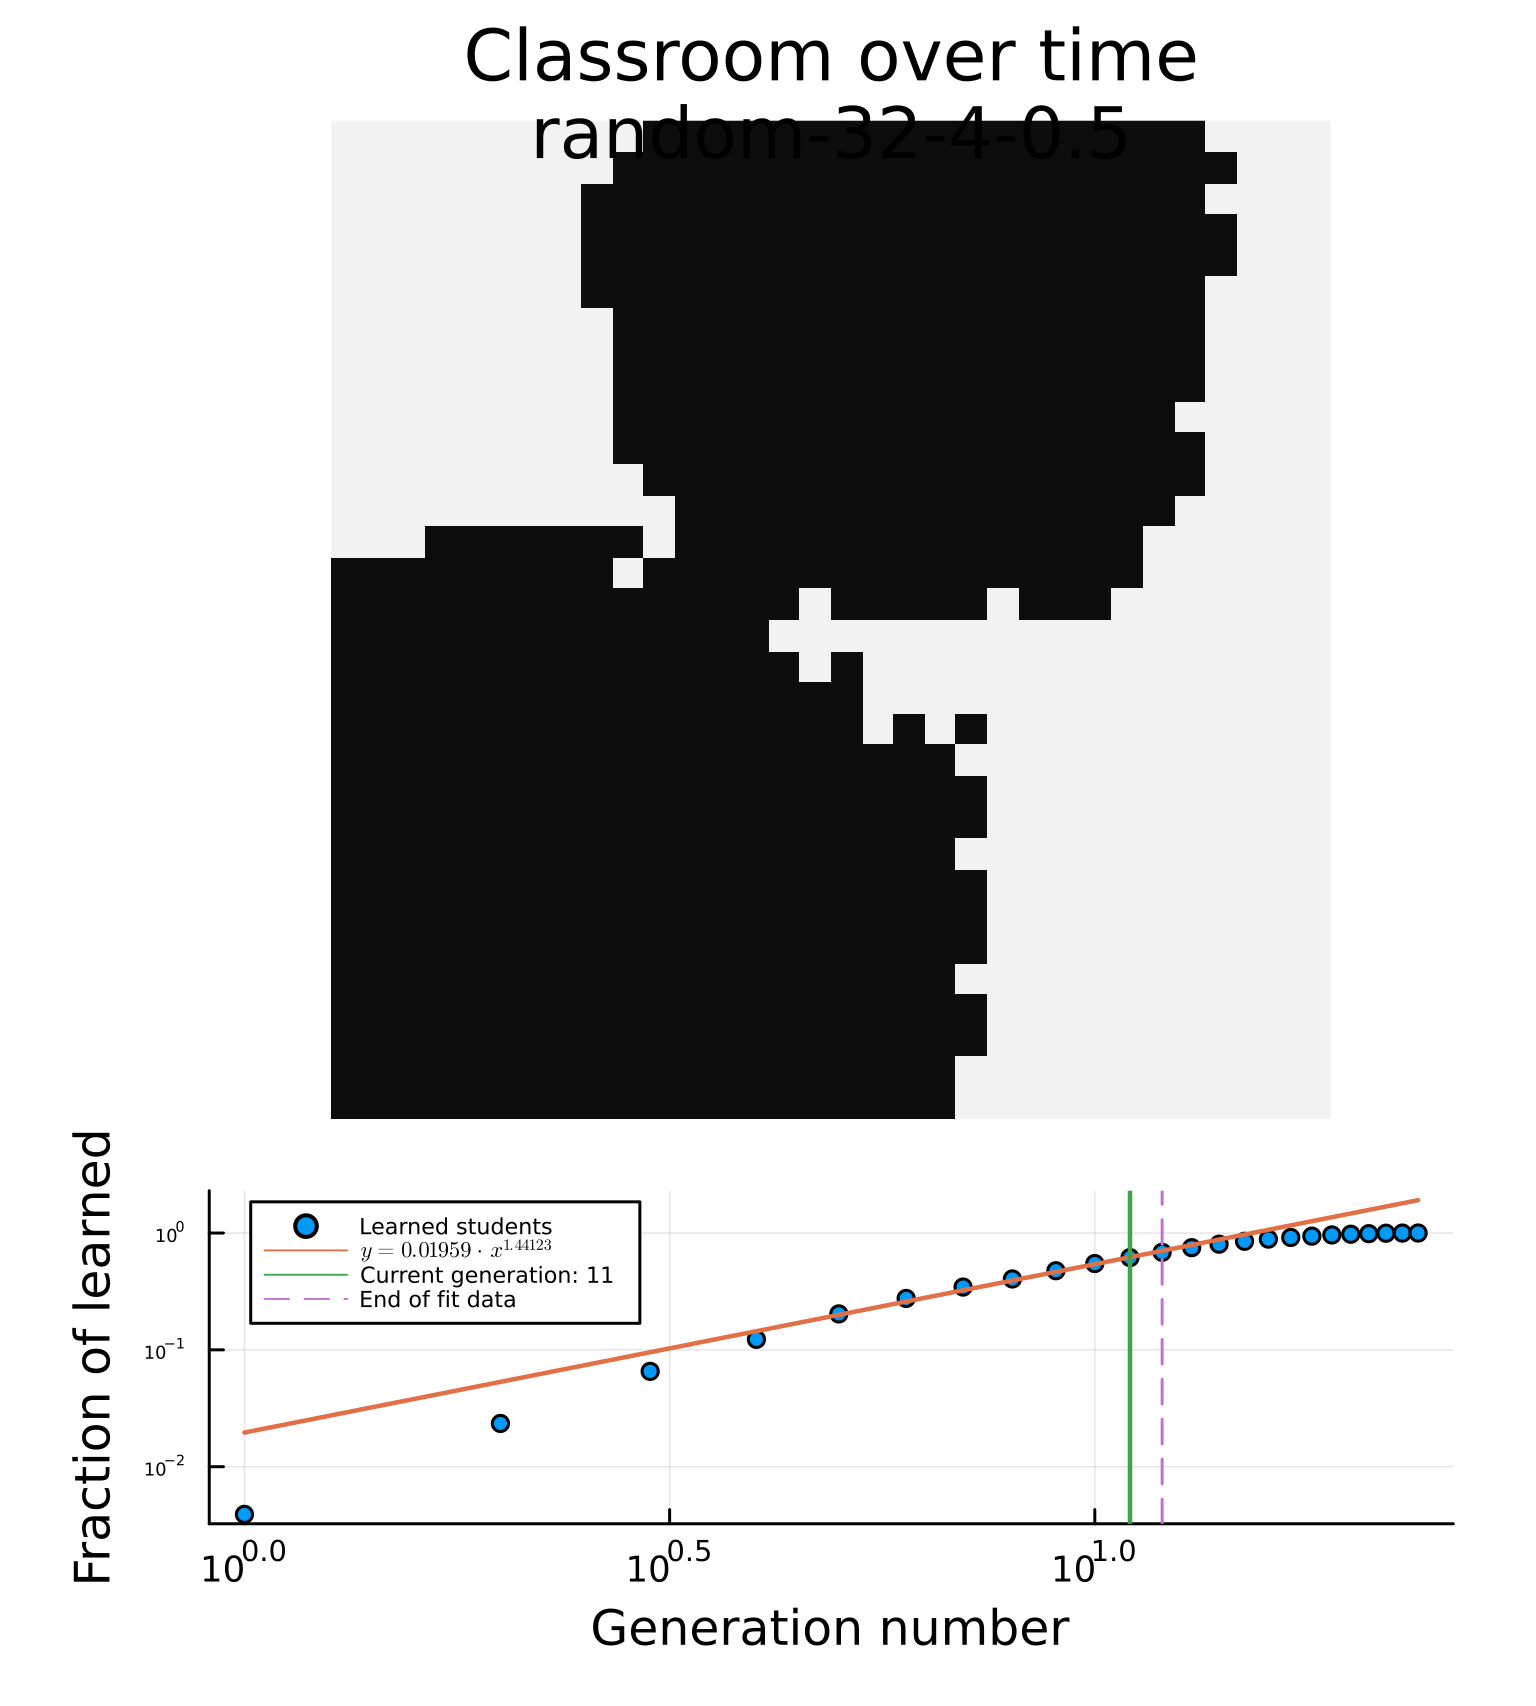 Classroom over time
random-32-4-0.5
Fraction of learned
10⁰
10⁻¹
10⁻²
Learned students
y = 0.01959 · x^1.44123
Current generation: 11
End of fit data
10^0.0
10^0.5
10^1.0
Generation number